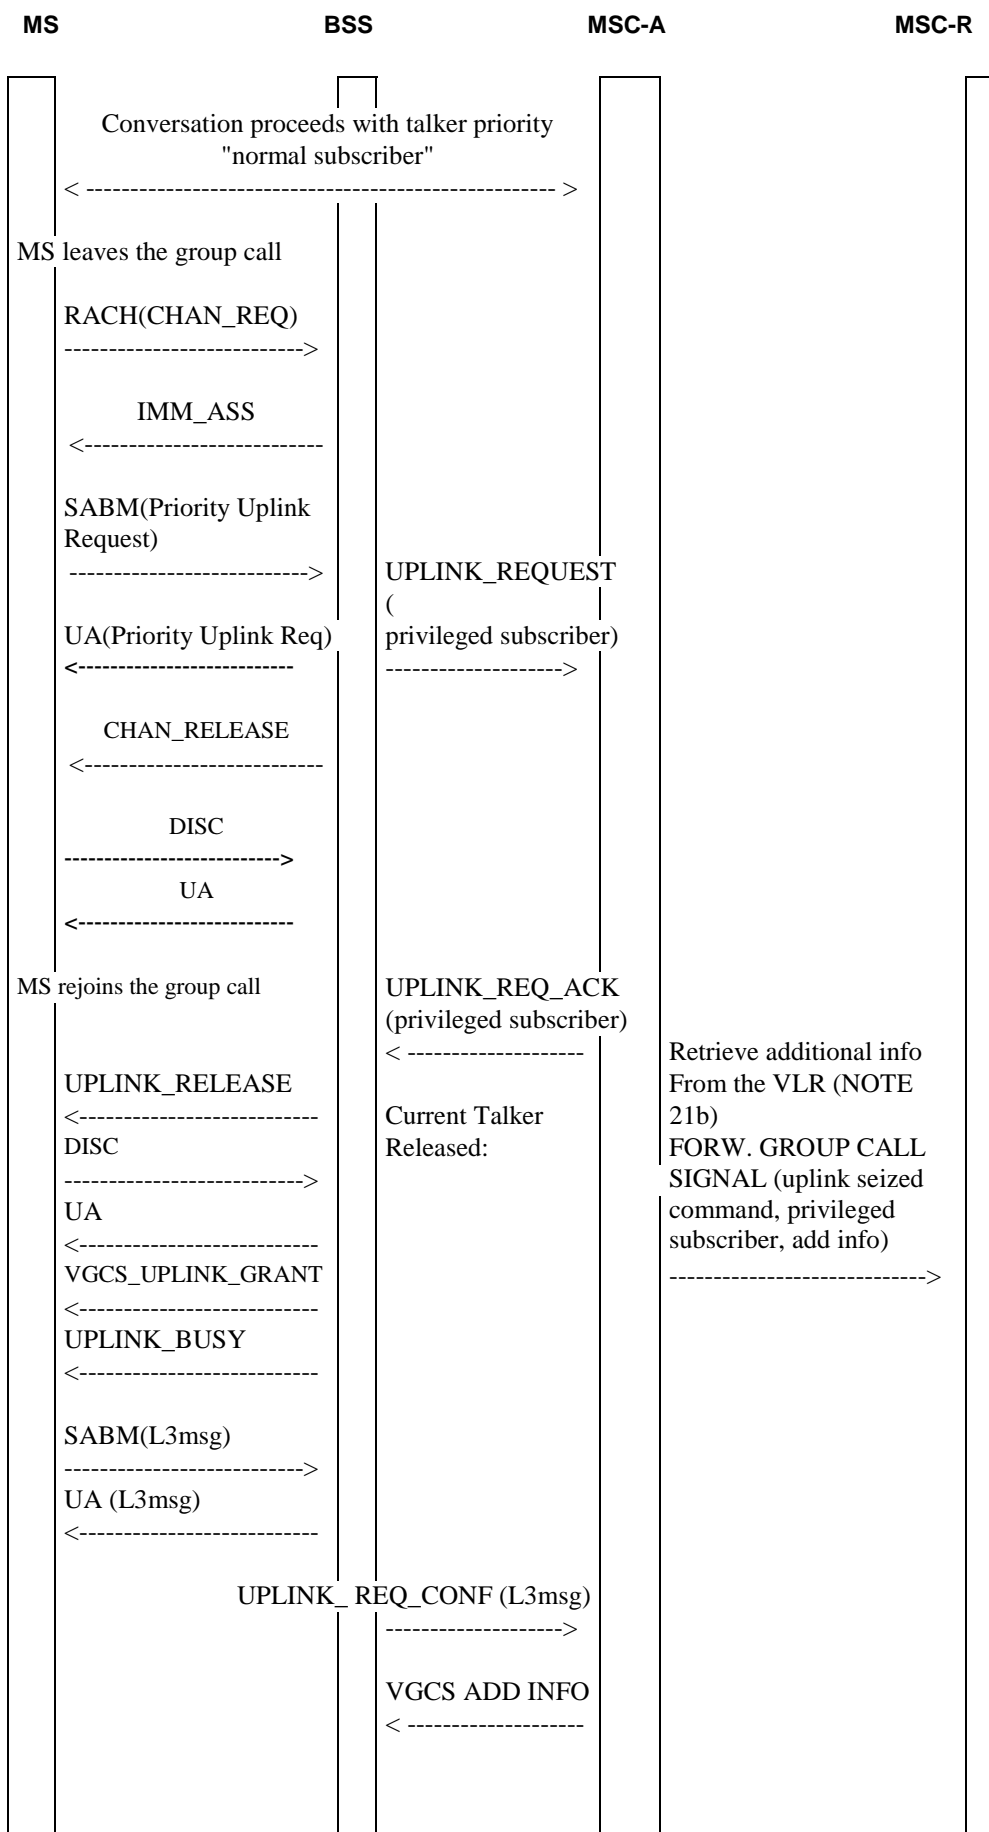 MS BSS MSC-A MSC-R
Conversation proceeds with talker priority
"normal subscriber"
< ----------------------------------------------------- >
MS leaves the group call
RACH(CHAN_REQ)
--------------------------->
IMM_ASS
<---------------------------
SABM(Priority Uplink
Request)
--------------------------->
UPLINK_REQUEST
(
privileged subscriber)
-------------------->
UA(Priority Uplink Req)
<---------------------------
CHAN_RELEASE
<---------------------------
DISC
--------------------------->
UA
<---------------------------
MS rejoins the group call
UPLINK_REQ_ACK
(privileged subscriber)
< --------------------
Retrieve additional info
From the VLR (NOTE
21b)
FORW. GROUP CALL
SIGNAL (uplink seized
command, privileged
subscriber, add info)
----------------------------->
UPLINK_RELEASE
<---------------------------
Current Talker
Released:
DISC
--------------------------->
UA
<---------------------------
VGCS_UPLINK_GRANT
<---------------------------
UPLINK_BUSY
<---------------------------
SABM(L3msg)
--------------------------->
UA (L3msg)
<---------------------------
UPLINK_ REQ_CONF (L3msg)
-------------------->
VGCS ADD INFO
< --------------------